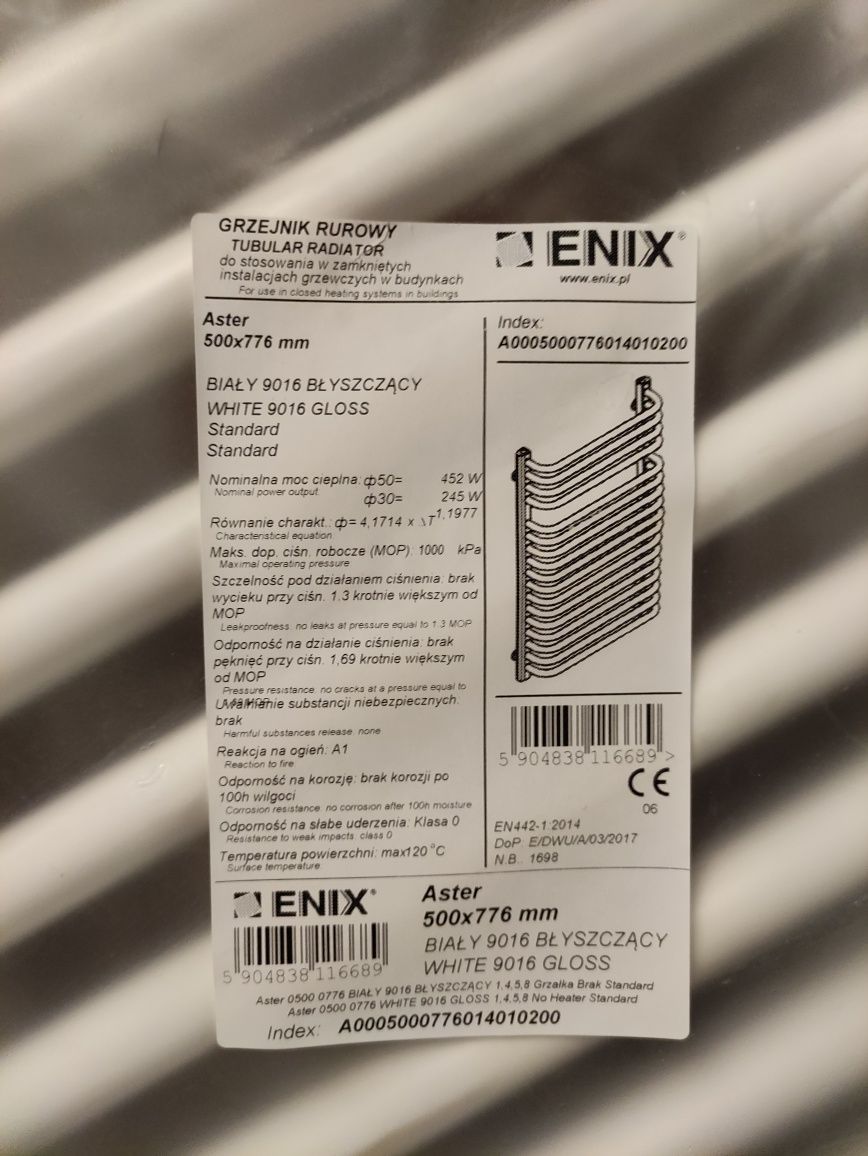 GRZEJNIK RUROWY
TUBULAR RADIATOR
do stosowania w zamkniętych
instalacjach grzewczych w budynkach
For use in closed heating systems in buildings
ENIX®
www.enix.pl
Aster
500x776 mm
BIAŁY 9016 BŁYSZCZĄCY
WHITE 9016 GLOSS
Standard
Standard
Nominalna moc cieplna: ф50= 452 W
Nominal power output
ф30= 245 W
Równanie charakt.: ф= 4,1714 x ΔT^1,1977
Characteristical equation
Maks. dop. ciśn. robocze (MOP): 1000 kPa
Maximal operating pressure
Szczelność pod działaniem ciśnienia: brak
wycieku przy ciśn. 1.3 krotnie większym od
MOP
Leakproofness: no leaks at pressure equal to 1.3 MOP
Odporność na działanie ciśnienia: brak
pęknięć przy ciśn. 1,69 krotnie większym
od MOP
Pressure resistance: no cracks at a pressure equal to
Uwalnianie substancji niebezpiecznych:
brak
Harmful substances release: none
Reakcja na ogień: A1
Reaction to fire
Odporność na korozję: brak korozji po
100h wilgoci
Corrosion resistance: no corrosion after 100h moisture
Odporność na słabe uderzenia: Klasa 0
Resistance to weak impacts: class 0
Temperatura powierzchni: max120 °C
Surface temperature
Index:
A0005000776014010200
5 904838 116689 >
CE
06
EN442-1:2014
DoP: E/DWU/A/03/2017
N.B.: 1698
ENIX®
5 904838 116689
Aster
500x776 mm
BIAŁY 9016 BŁYSZCZĄCY
WHITE 9016 GLOSS
Aster 0500 0776 BIAŁY 9016 BŁYSZCZĄCY 1,4,5,8 Grzałka Brak Standard
Aster 0500 0776 WHITE 9016 GLOSS 1,4,5,8 No Heater Standard
Index: A0005000776014010200